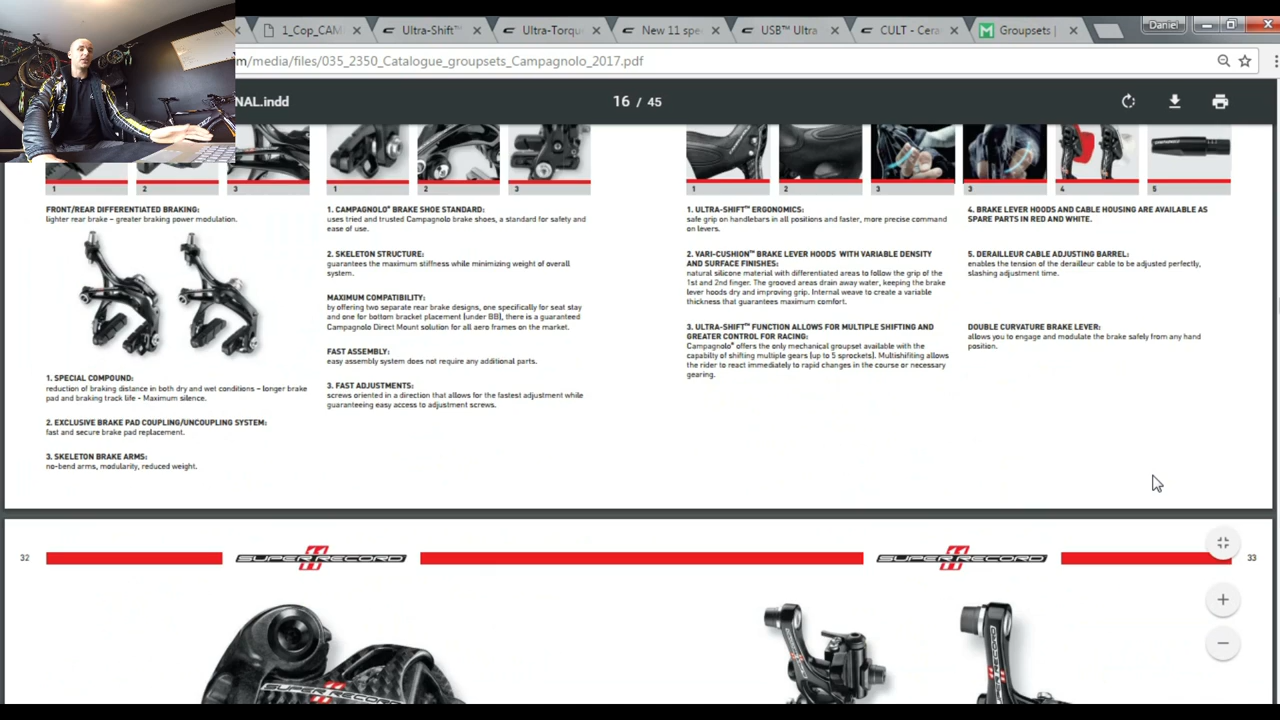 1_Cop_CAM
Ultra-Shift™
Ultra-Torqu
New 11 spe
USB™ Ultra
CULT - Cera
Groupsets |
Daniel
m/media/files/035_2350_Catalogue_groupsets_Campagnolo_2017.pdf
NAL.indd
16 / 45
1
2
3
1
2
3
1
2
3
3
4
5
FRONT/REAR DIFFERENTIATED BRAKING:
lighter rear brake – greater braking power modulation.
1. SPECIAL COMPOUND:
reduction of braking distance in both dry and wet conditions – longer brake
pad and braking track life - Maximum silence.
2. EXCLUSIVE BRAKE PAD COUPLING/UNCOUPLING SYSTEM:
fast and secure brake pad replacement.
3. SKELETON BRAKE ARMS:
no-bend arms, modularity, reduced weight.
1. CAMPAGNOLO® BRAKE SHOE STANDARD:
uses tried and trusted Campagnolo brake shoes, a standard for safety and
ease of use.
2. SKELETON STRUCTURE:
guarantees the maximum stiffness while minimizing weight of overall
system.
MAXIMUM COMPATIBILITY:
by offering two separate rear brake designs, one specifically for seat stay
and one for bottom bracket placement (under BB), there is a guaranteed
Campagnolo Direct Mount solution for all aero frames on the market.
FAST ASSEMBLY:
easy assembly system does not require any additional parts.
3. FAST ADJUSTMENTS:
screws oriented in a direction that allows for the fastest adjustment while
guaranteeing easy access to adjustment screws.
1. ULTRA-SHIFT™ ERGONOMICS:
safe grip on handlebars in all positions and faster, more precise command
on levers.
2. VARI-CUSHION™ BRAKE LEVER HOODS WITH VARIABLE DENSITY
AND SURFACE FINISHES:
natural silicone material with differentiated areas to follow the grip of the
1st and 2nd finger. The grooved areas drain away water, keeping the brake
lever hoods dry and improving grip. Internal weave to create a variable
thickness that guarantees maximum comfort.
3. ULTRA-SHIFT™ FUNCTION ALLOWS FOR MULTIPLE SHIFTING AND
GREATER CONTROL FOR RACING:
Campagnolo® offers the only mechanical groupset available with the
capabilty of shifting multiple gears (up to 5 sprockets). Multishifiting allows
the rider to react immediately to rapid changes in the course or necessary
gearing.
4. BRAKE LEVER HOODS AND CABLE HOUSING ARE AVAILABLE AS
SPARE PARTS IN RED AND WHITE.
5. DERAILLEUR CABLE ADJUSTING BARREL:
enables the tension of the derailleur cable to be adjusted perfectly,
slashing adjustment time.
DOUBLE CURVATURE BRAKE LEVER:
allows you to engage and modulate the brake safely from any hand
position.
32
SUPER RECORD 11
SUPER RECORD 11
33
SUPER RECORD
RECORD